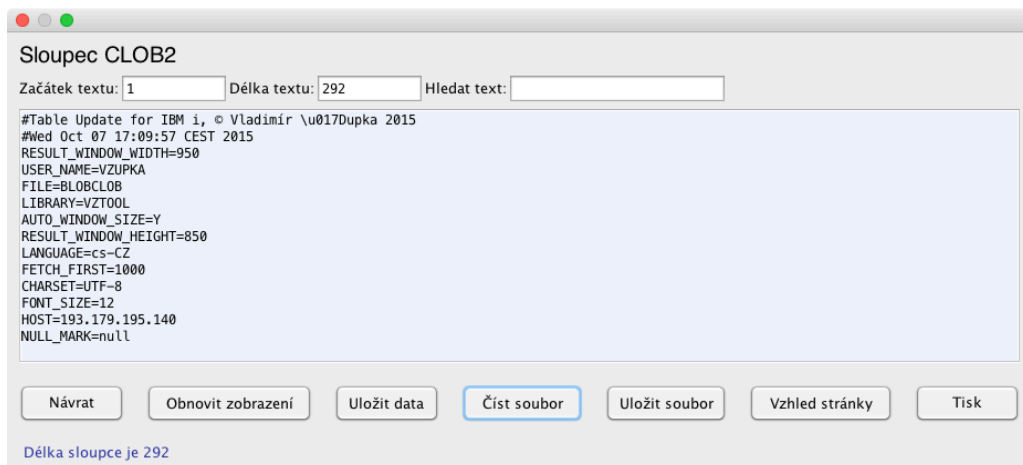 Sloupec CLOB2
Začátek textu: 1 Délka textu: 292 Hledat text:
#Table Update for IBM i, © Vladimír \u017Dupka 2015
#Wed Oct 07 17:09:57 CEST 2015
RESULT_WINDOW_WIDTH=950
USER_NAME=VZUPKA
FILE=BLOBCLOB
LIBRARY=VZTOOL
AUTO_WINDOW_SIZE=Y
RESULT_WINDOW_HEIGHT=850
LANGUAGE=cs-CZ
FETCH_FIRST=1000
CHARSET=UTF-8
FONT_SIZE=12
HOST=193.179.195.140
NULL_MARK=null
Návrat Obnovit zobrazení Uložit data Číst soubor Uložit soubor Vzhled stránky Tisk
Délka sloupce je 292